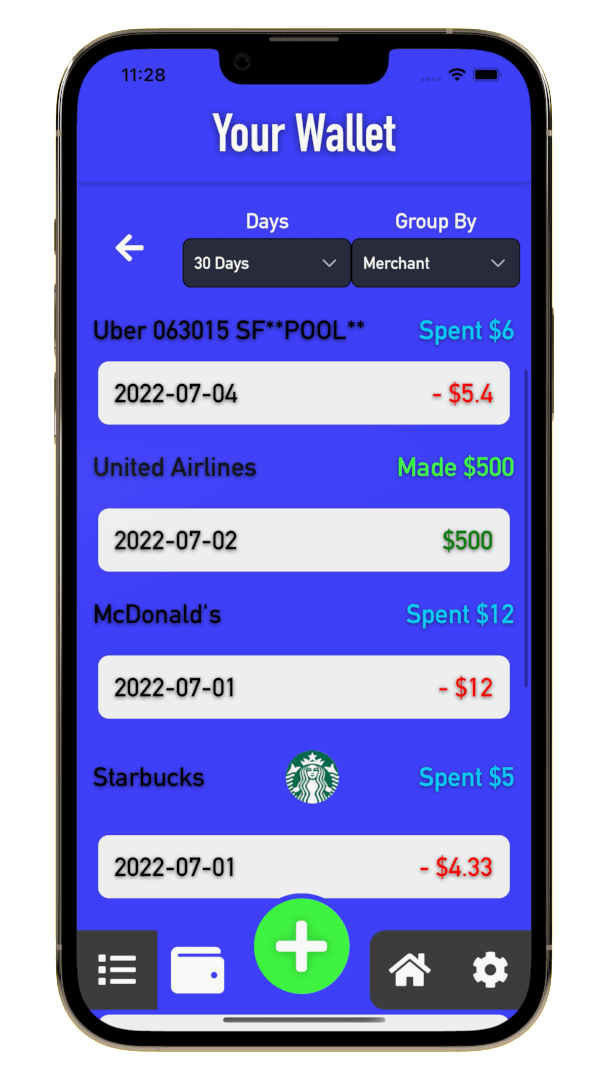 11:28
Your Wallet
Days Group By
30 Days Merchant
Uber 063015 SF**POOL** Spent $6
2022-07-04 - $5.4
United Airlines Made $500
2022-07-02 $500
McDonald's Spent $12
2022-07-01 - $12
Starbucks Spent $5
2022-07-01 - $4.33